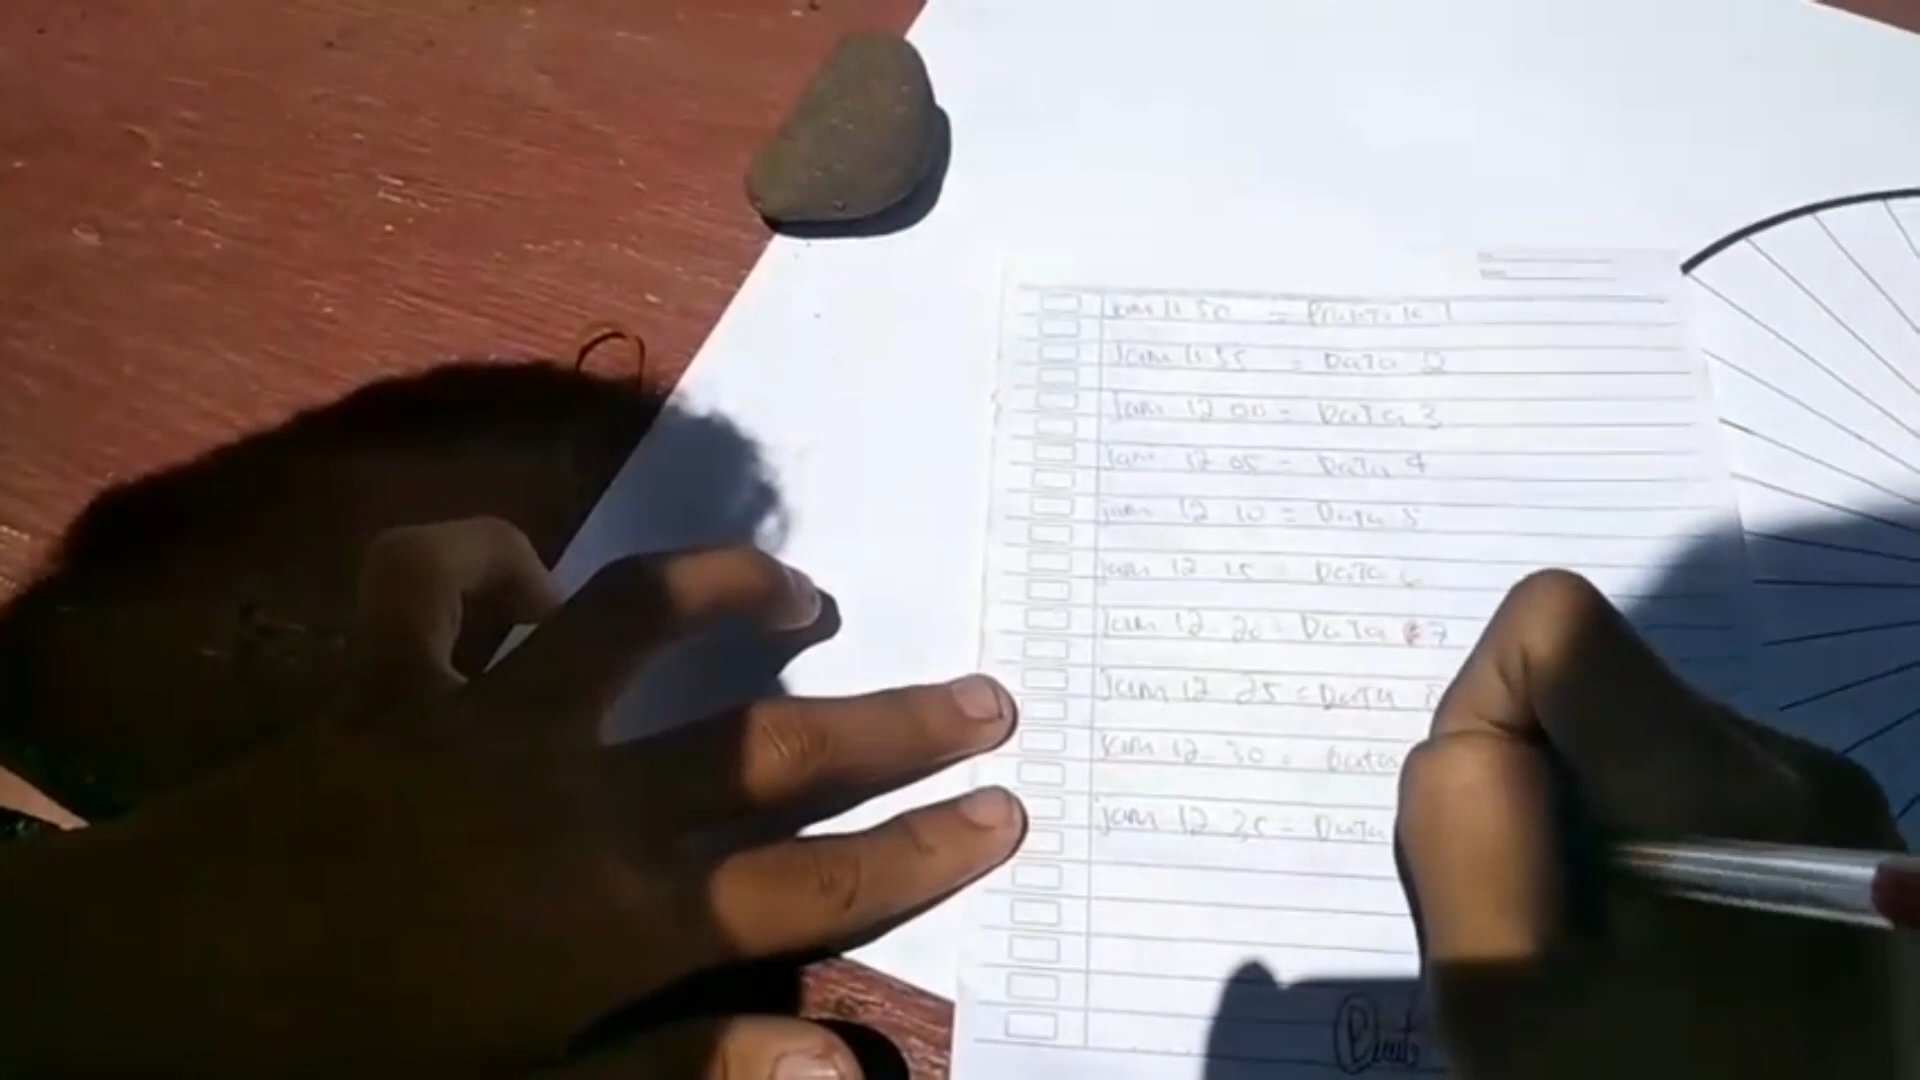 Jam 11 50 =
Jam 11 55 = Data 2
Jam 12 00 = Data 3
Jam 12 05 = Data 4
Jam 12 10 = Data 5
Jam 12 15 = Data 6
Jam 12 20 = Data 7
Jam 12 25 = Data 8
Jam 12 30 = Data
Jam 12 35 = Data